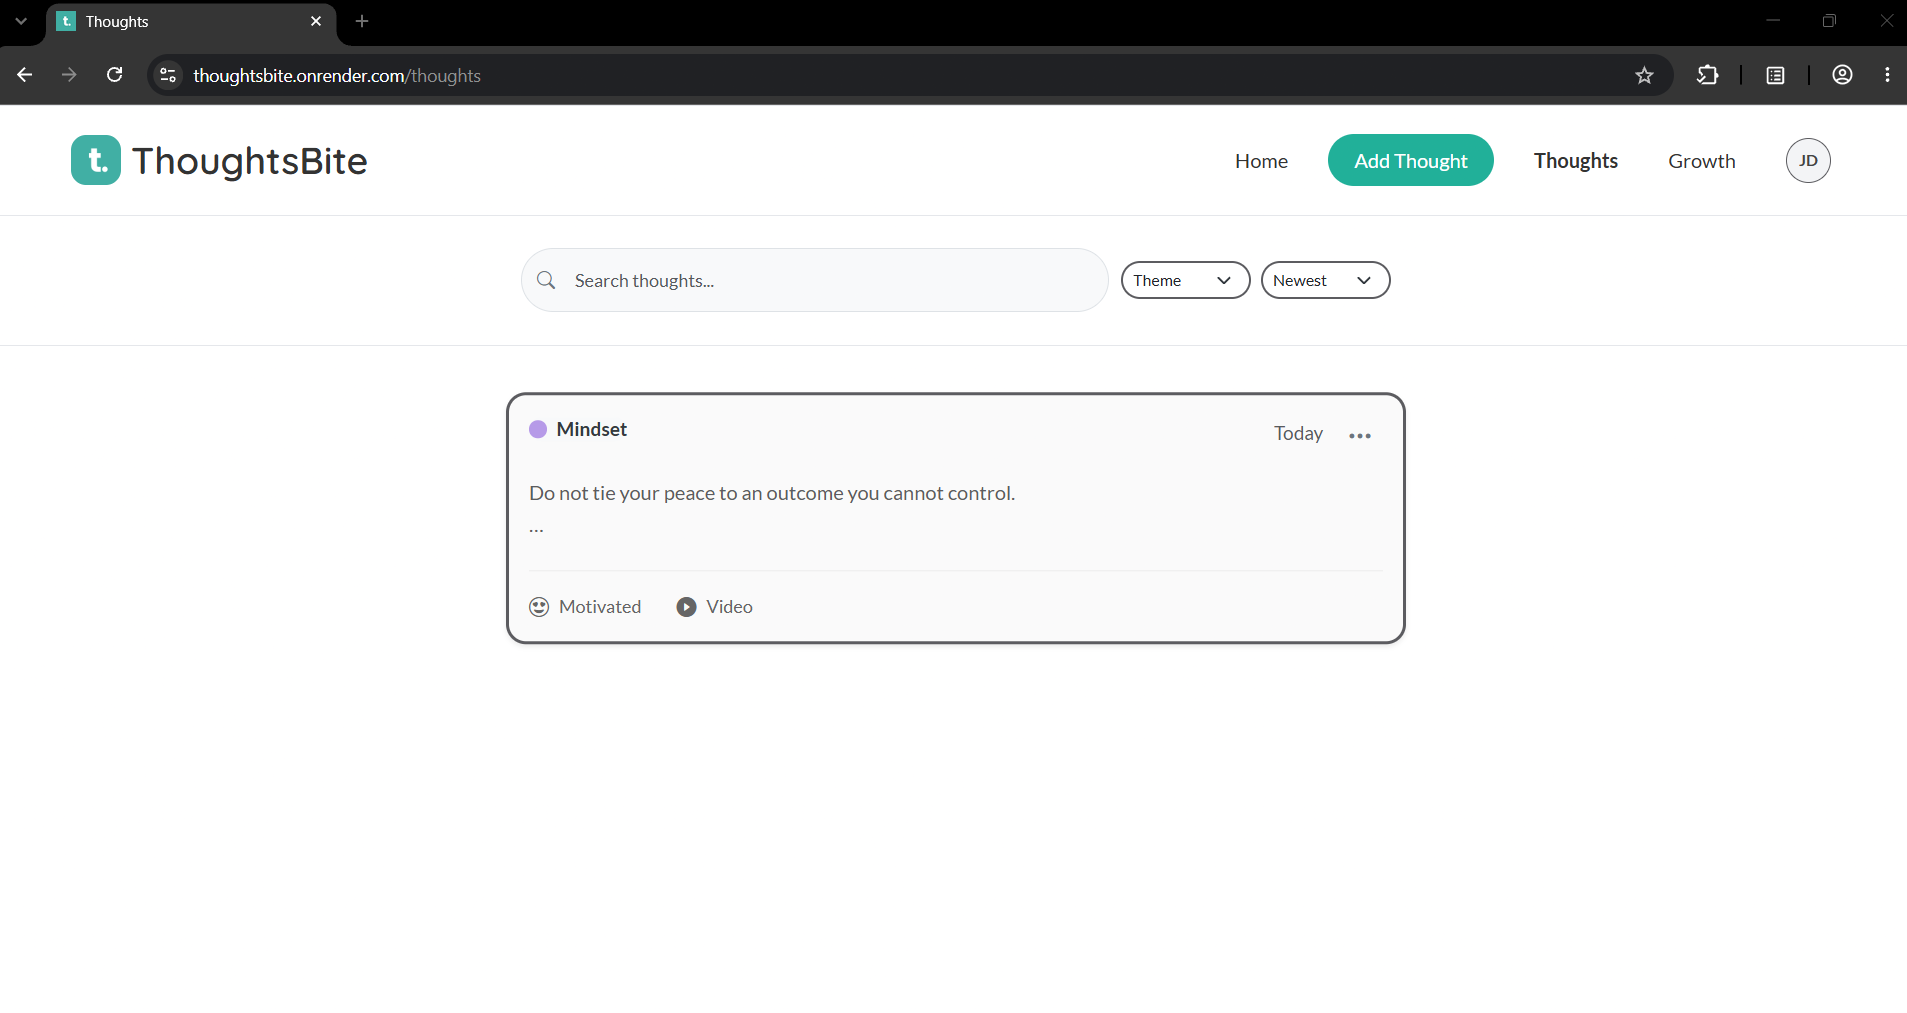 t. Thoughts
thoughtsbite.onrender.com/thoughts
t. ThoughtsBite
Home Add Thought Thoughts Growth JD
Search thoughts... Theme Newest
Mindset Today
Do not tie your peace to an outcome you cannot control.
...
Motivated Video